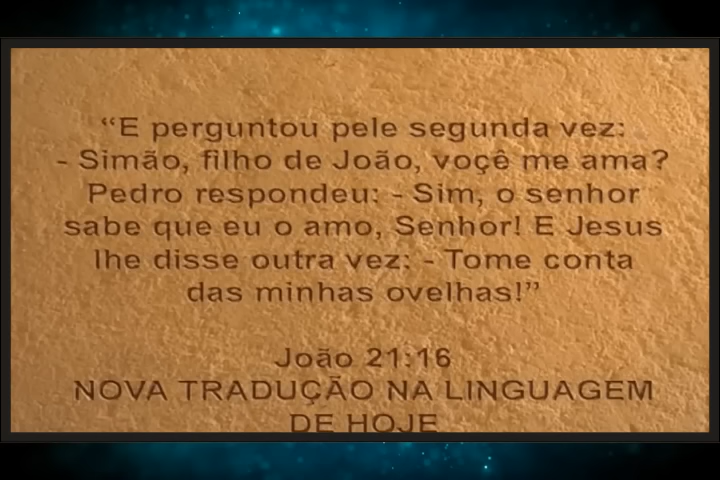 “E perguntou pele segunda vez:
- Simão, filho de João, voçê me ama?
Pedro respondeu: - Sim, o senhor
sabe que eu o amo, Senhor! E Jesus
lhe disse outra vez: - Tome conta
das minhas ovelhas!”
João 21:16
NOVA TRADUÇÃO NA LINGUAGEM
DE HOJE